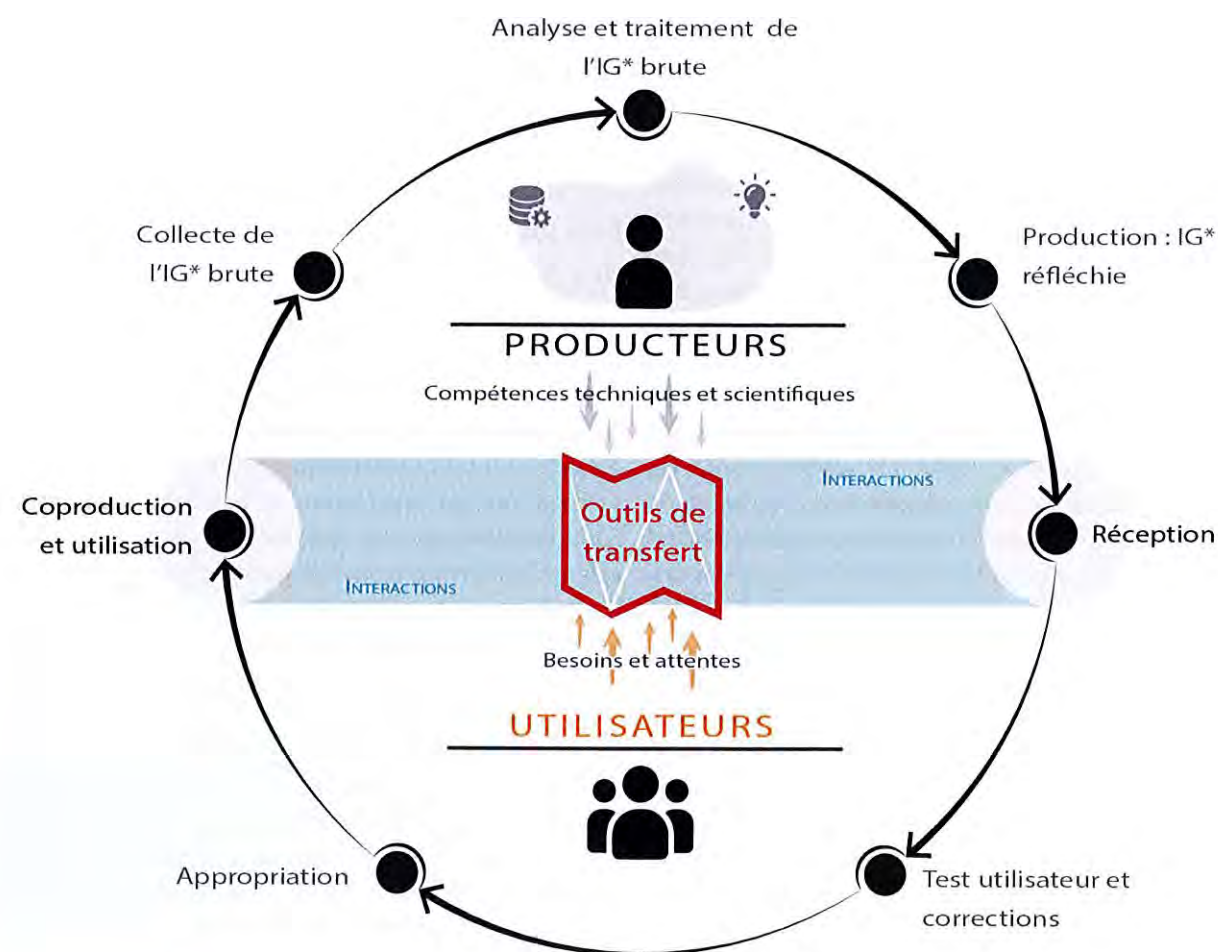 Analyse et traitement de
l'IG* brute
Collecte de
l'IG* brute
Production : IG*
réfléchie
PRODUCTEURS
Compétences techniques et scientifiques
INTERACTIONS
Coproduction
et utilisation
Outils de
transfert
Réception
INTERACTIONS
Besoins et attentes
UTILISATEURS
Appropriation
Test utilisateur et
corrections